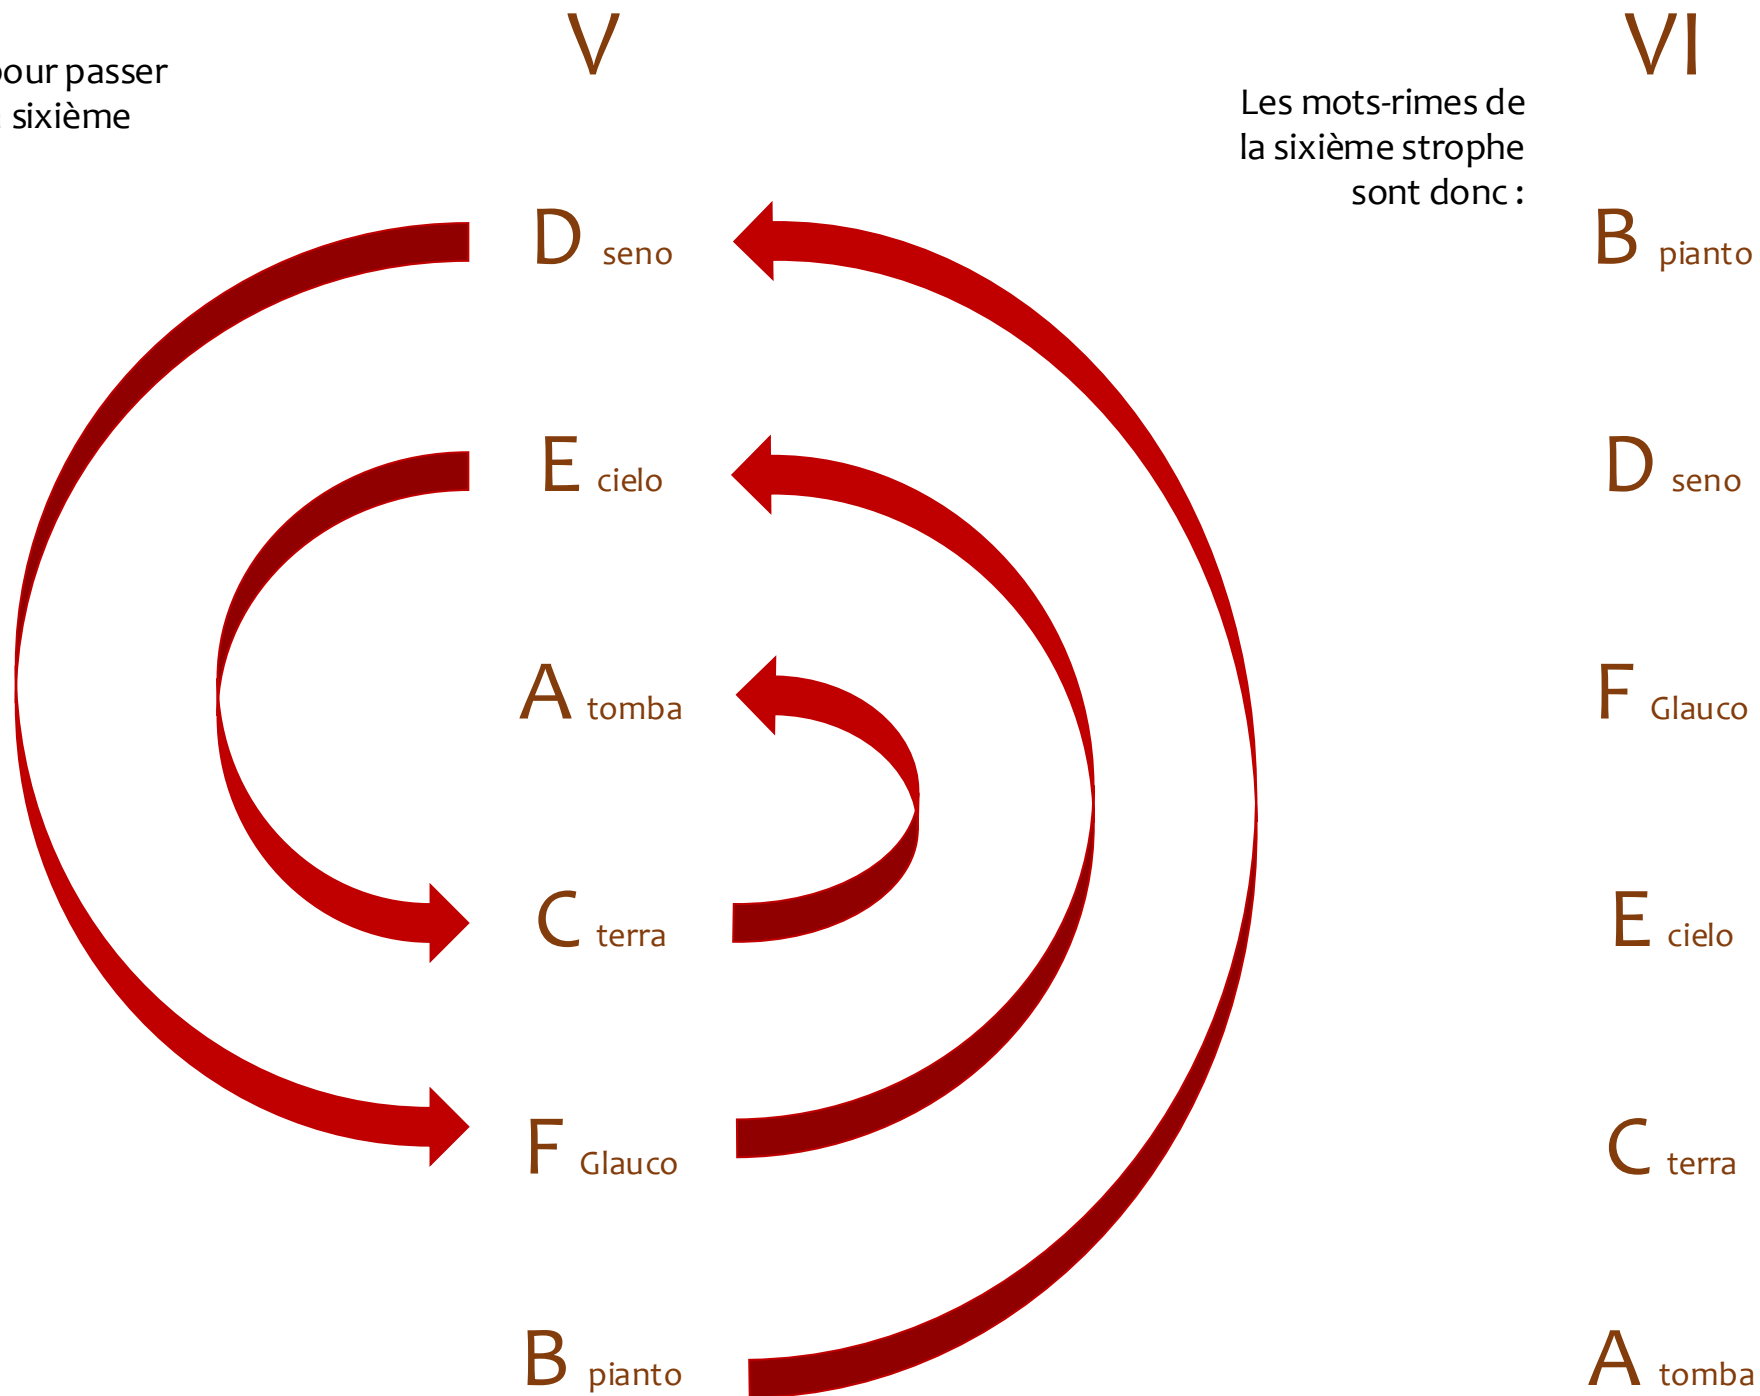 pour passer
sixième
V
D seno
E cielo
A tomba
C terra
F Glauco
B pianto
Les mots-rimes de
la sixième strophe
sont donc :
VI
B pianto
D seno
F Glauco
E cielo
C terra
A tomba